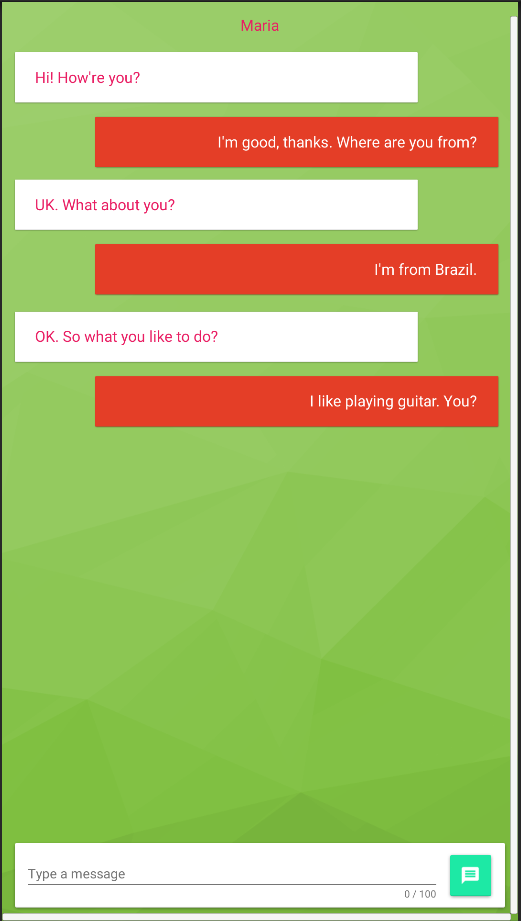 Maria
Hi! How're you?
I'm good, thanks. Where are you from?
UK. What about you?
I'm from Brazil.
OK. So what you like to do?
I like playing guitar. You?
Type a message
0 / 100